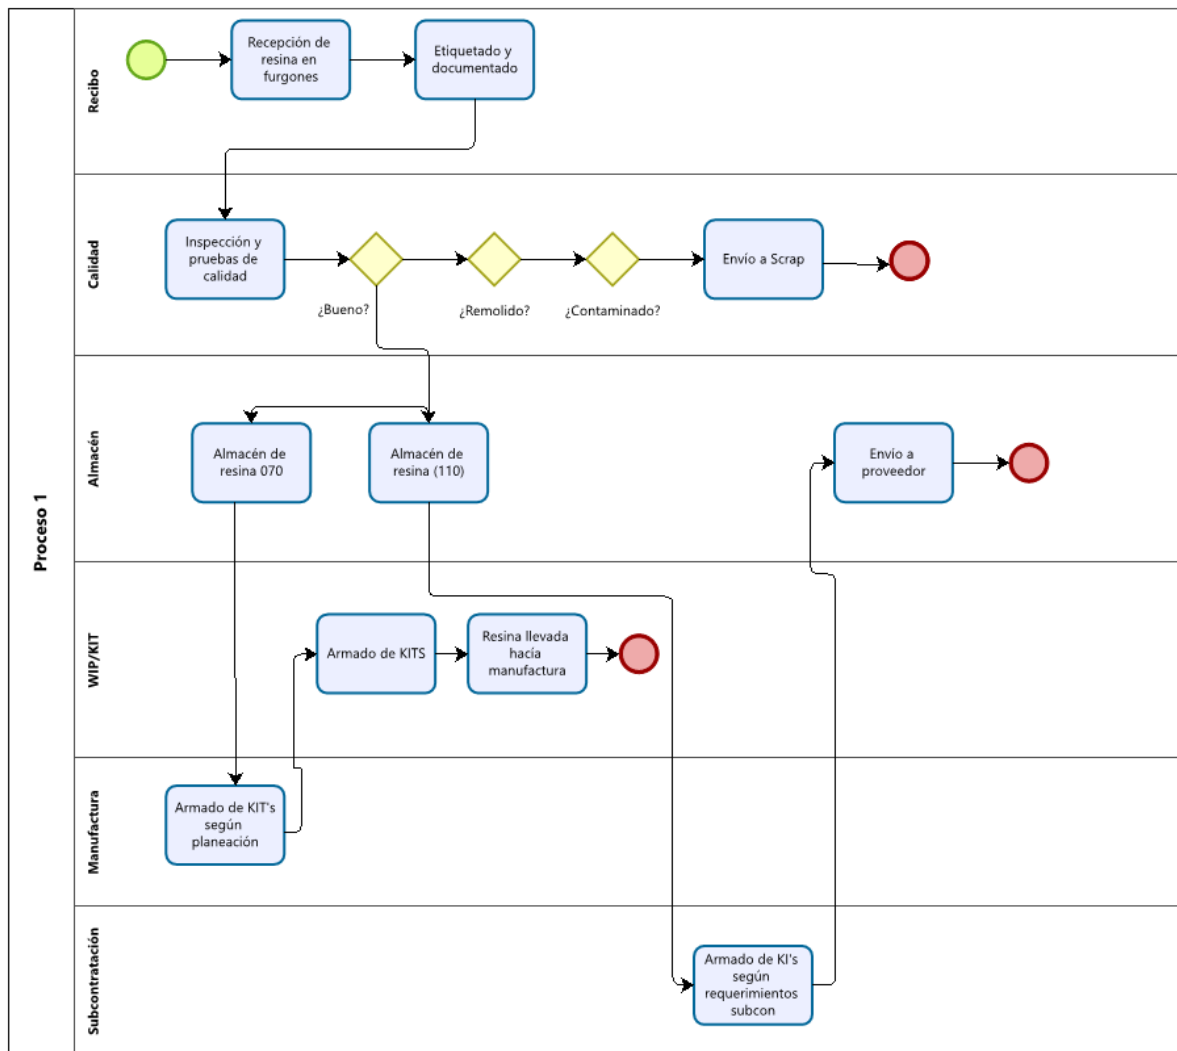 Proceso 1
Recibo
Recepción de
resina en
furgones
Etiquetado y
documentado
Calidad
Inspección y
pruebas de
calidad
¿Bueno?
¿Remolido?
¿Contaminado?
Envío a Scrap
Almacén
Almacén de
resina 070
Almacén de
resina (110)
Envío a
proveedor
WIP/KIT
Armado de KITS
Resina llevada
hacía
manufactura
Manufactura
Armado de KIT's
según
planeación
Subcontratación
Armado de KI's
según
requerimientos
subcon